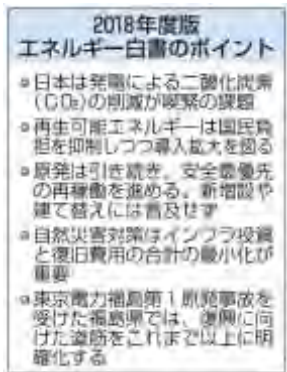 2018年度版
エネルギー白書のポイント
日本は発電による二酸化炭素
(CO₂)の削減が喫緊の課題
再生可能エネルギーは国民負
担を抑制しつつ導入拡大を図る
原発は引き続き、安全最優先
の再稼働を進める。新増設や
建て替えには言及せず
自然災害対策はインフラ投資
と復旧費用の合計の最小化が
重要
東京電力福島第1原発事故を
受けた福島県では、復興に向
けた道筋をこれまで以上に明
確化する